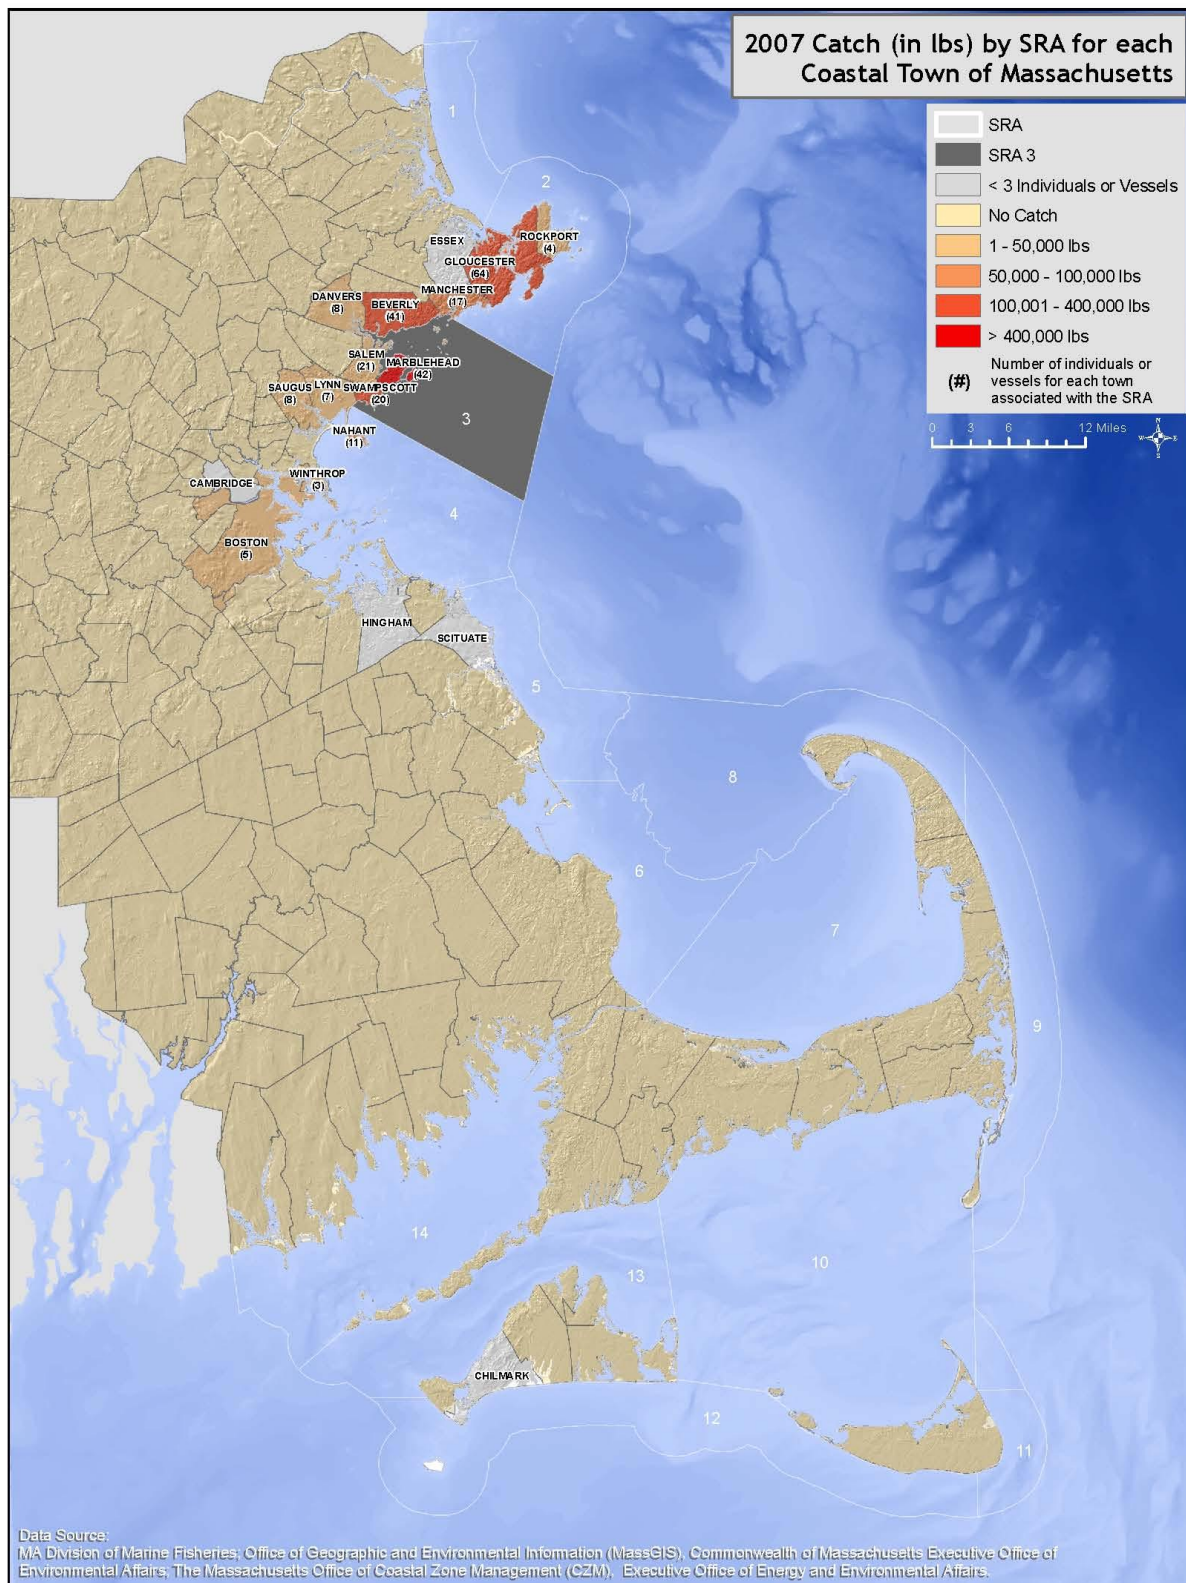 2007 Catch (in lbs) by SRA for each
Coastal Town of Massachusetts
SRA
SRA 3
< 3 Individuals or Vessels
No Catch
1 - 50,000 lbs
50,000 - 100,000 lbs
100,001 - 400,000 lbs
> 400,000 lbs
(#)
Number of individuals or
vessels for each town
associated with the SRA
0 3 6 12 Miles
N
W E
S
1
2
ESSEX
ROCKPORT
(4)
GLOUCESTER
(64)
MANCHESTER
(17)
DANVERS
(8)
BEVERLY
(41)
SALEM
(21)
MARBLEHEAD
(42)
SAUGUS
(8)
LYNN
(7)
SWAMPSCOTT
(20)
3
NAHANT
(11)
WINTHROP
(3)
CAMBRIDGE
4
BOSTON
(5)
HINGHAM
SCITUATE
5
8
6
7
9
14
13
10
CHILMARK
12
11
Data Source:
MA Division of Marine Fisheries; Office of Geographic and Environmental Information (MassGIS), Commonwealth of Massachusetts Executive Office of
Environmental Affairs; The Massachusetts Office of Coastal Zone Management (CZM), Executive Office of Energy and Environmental Affairs.